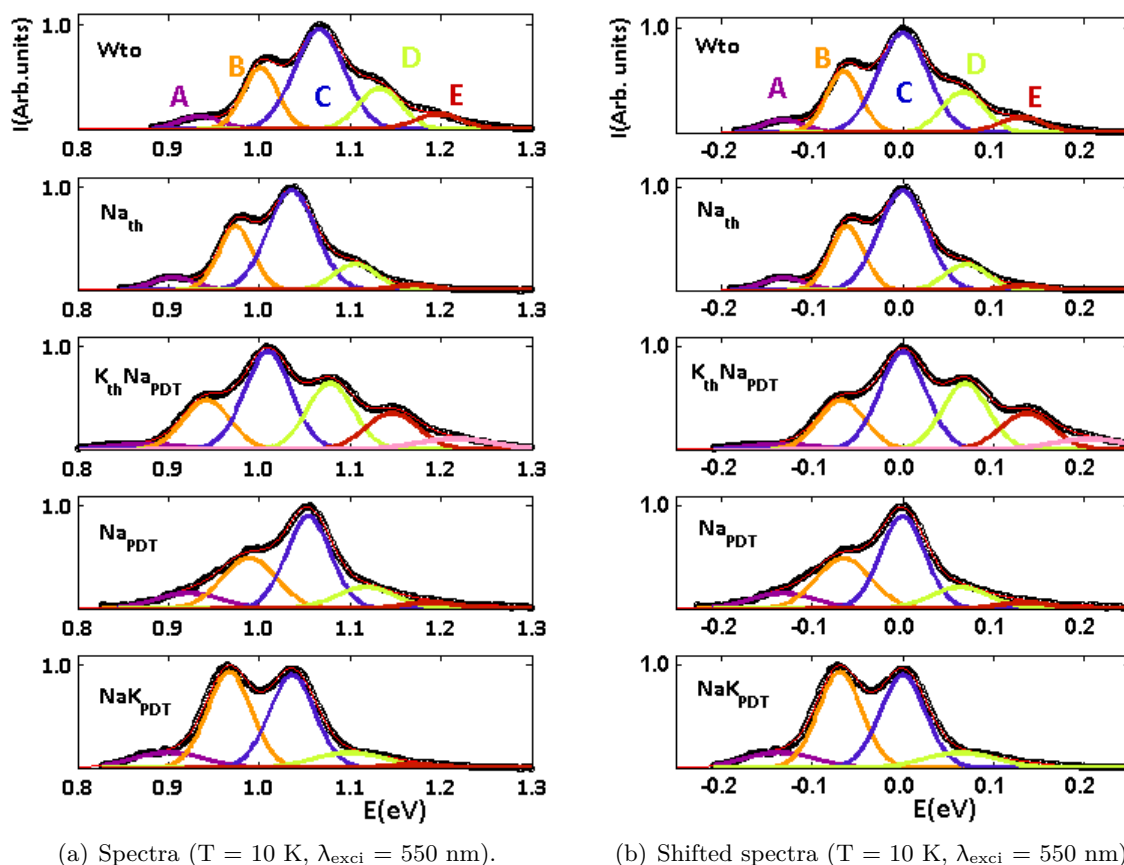 I(Arb.units)
1.0
Wto
A
B
C
D
E
0.8 0.9 1.0 1.1 1.2 1.3
1.0
Na_th
0.8 0.9 1.0 1.1 1.2 1.3
1.0
K_th Na_PDT
0.8 0.9 1.0 1.1 1.2 1.3
1.0
Na_PDT
0.8 0.9 1.0 1.1 1.2 1.3
1.0
NaK_PDT
0.8 0.9 1.0 1.1 1.2 1.3
E(eV)
(a) Spectra (T = 10 K, λ_exci = 550 nm).
I(Arb. units)
1.0
Wto
A
B
C
D
E
-0.2 -0.1 0.0 0.1 0.2
1.0
Na_th
-0.2 -0.1 0.0 0.1 0.2
1.0
K_th Na_PDT
-0.2 -0.1 0.0 0.1 0.2
1.0
Na_PDT
-0.2 -0.1 0.0 0.1 0.2
1.0
NaK_PDT
-0.2 -0.1 0.0 0.1 0.2
E(eV)
(b) Shifted spectra (T = 10 K, λ_exci = 550 nm)